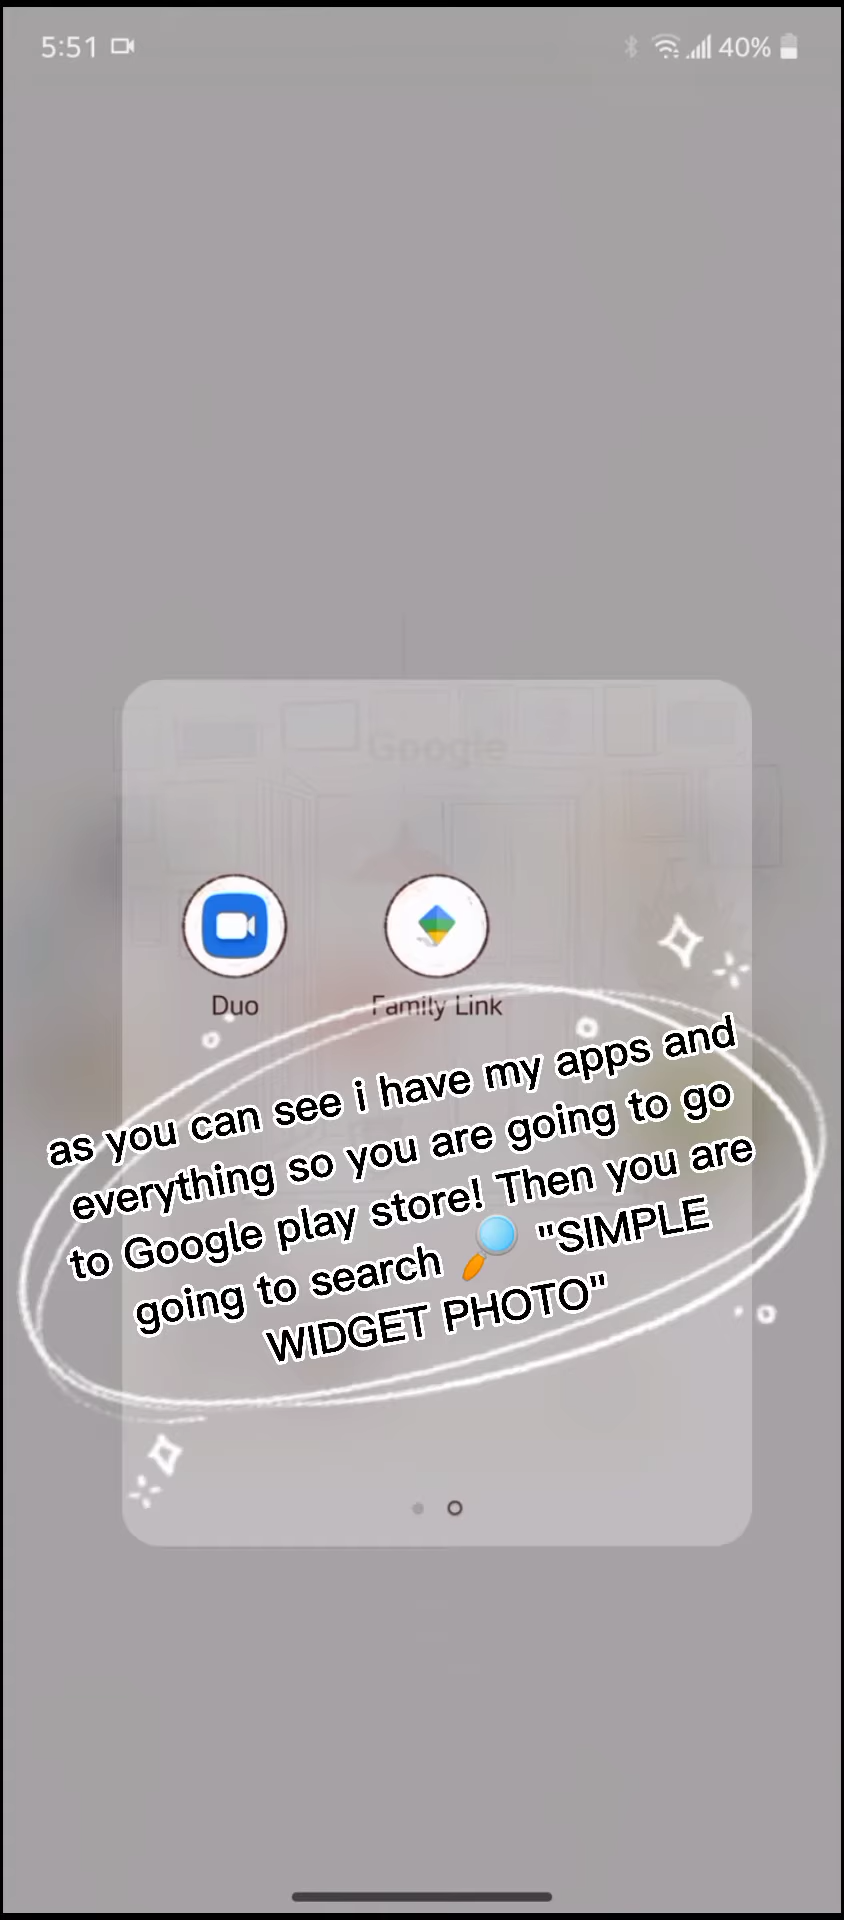 5:51 40%
Google
Duo Family Link
as you can see i have my apps and
everything so you are going to go
to Google play store! Then you are
going to search 🔎 "SIMPLE
WIDGET PHOTO"